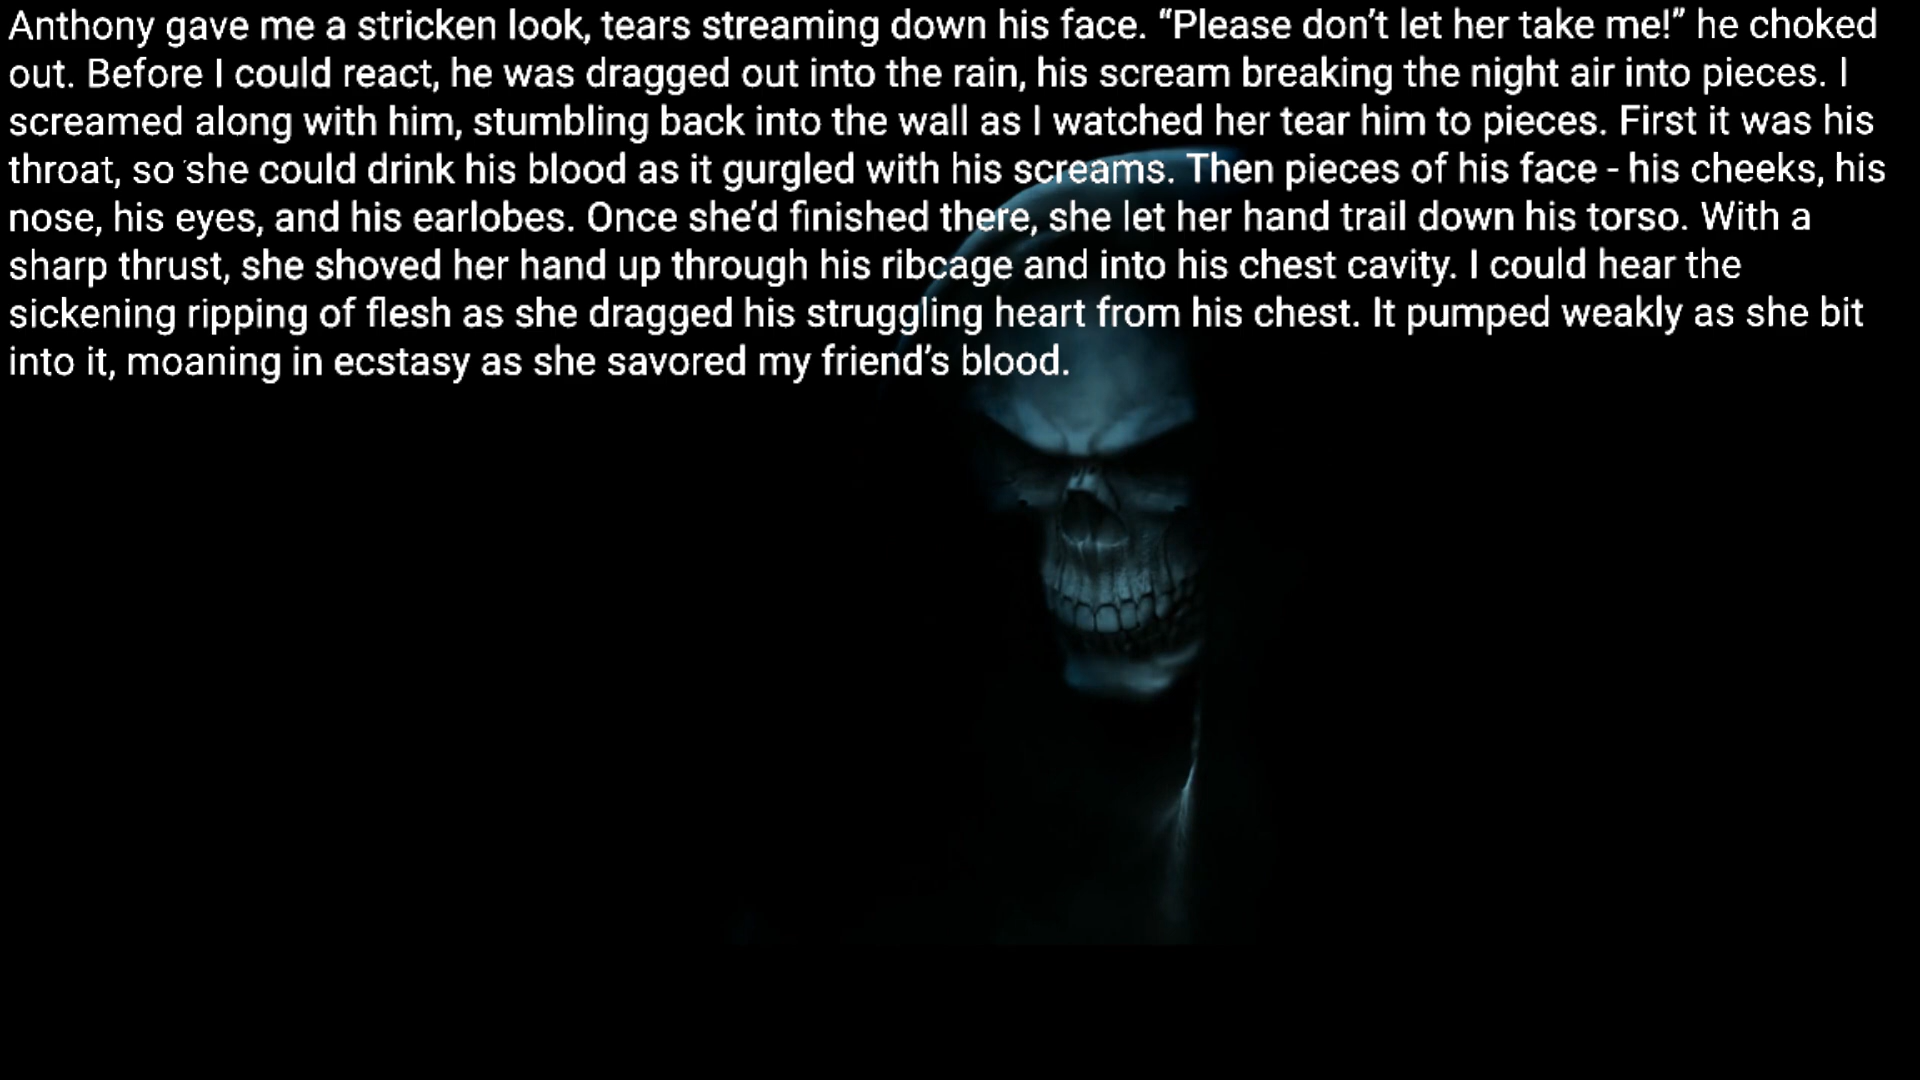 Anthony gave me a stricken look, tears streaming down his face. “Please don’t let her take me!” he choked
out. Before I could react, he was dragged out into the rain, his scream breaking the night air into pieces. I
screamed along with him, stumbling back into the wall as I watched her tear him to pieces. First it was his
throat, so she could drink his blood as it gurgled with his screams. Then pieces of his face - his cheeks, his
nose, his eyes, and his earlobes. Once she’d finished there, she let her hand trail down his torso. With a
sharp thrust, she shoved her hand up through his ribcage and into his chest cavity. I could hear the
sickening ripping of flesh as she dragged his struggling heart from his chest. It pumped weakly as she bit
into it, moaning in ecstasy as she savored my friend’s blood.